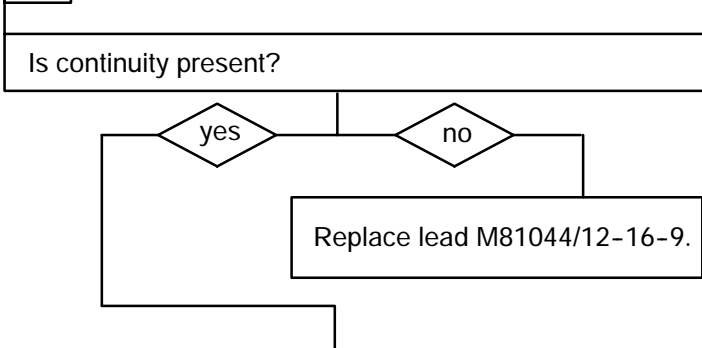 Is continuity present?
yes no
Replace lead M81044/12-16-9.